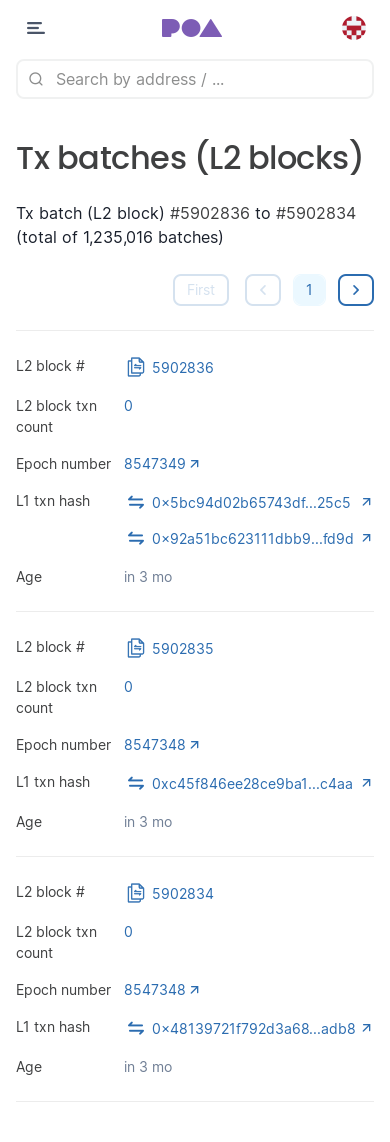 POA
Search by address / ...
Tx batches (L2 blocks)
Tx batch (L2 block) #5902836 to #5902834
(total of 1,235,016 batches)
First
1
L2 block # 5902836
L2 block txn count 0
Epoch number 8547349
L1 txn hash 0x5bc94d02b65743df...25c5
0x92a51bc623111dbb9...fd9d
Age in 3 mo
L2 block # 5902835
L2 block txn count 0
Epoch number 8547348
L1 txn hash 0xc45f846ee28ce9ba1...c4aa
Age in 3 mo
L2 block # 5902834
L2 block txn count 0
Epoch number 8547348
L1 txn hash 0x48139721f792d3a68...adb8
Age in 3 mo